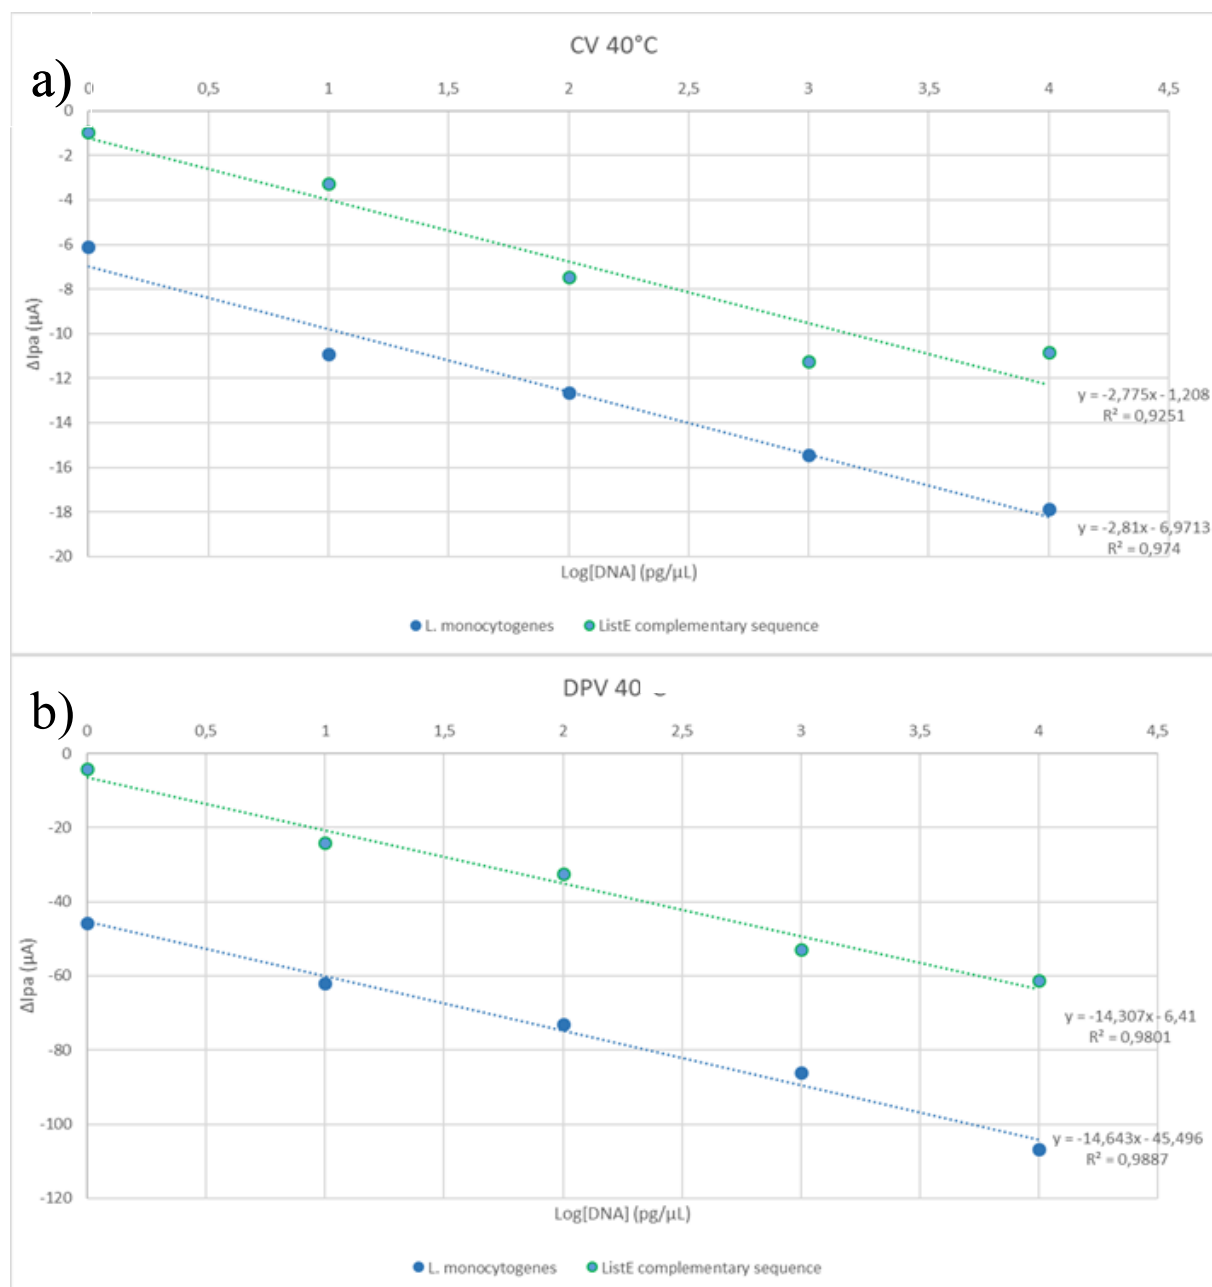 CV 40°C
a)
0 0,5 1 1,5 2 2,5 3 3,5 4 4,5
0
-2
-4
-6
-8
-10
-12
-14
-16
-18
-20
ΔIpa (µA)
y = -2,775x - 1,208
R² = 0,9251
y = -2,81x - 6,9713
R² = 0,974
Log[DNA] (pg/µL)
L. monocytogenes ListE complementary sequence
DPV 40
b)
0 0,5 1 1,5 2 2,5 3 3,5 4 4,5
0
-20
-40
-60
-80
-100
-120
ΔIpa (µA)
y = -14,307x - 6,41
R² = 0,9801
y = -14,643x - 45,496
R² = 0,9887
Log[DNA] (pg/µL)
L. monocytogenes ListE complementary sequence